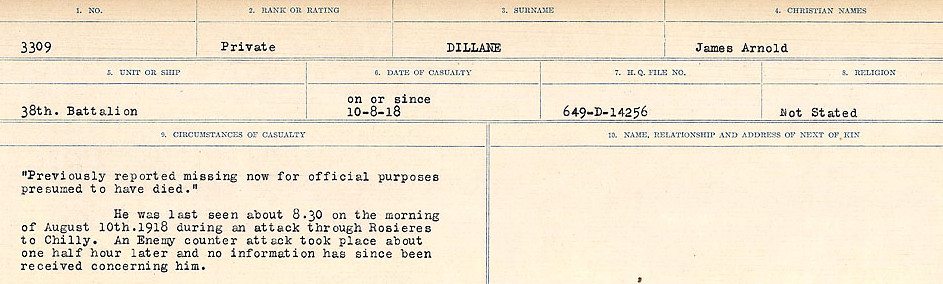 1. NO. 2. RANK OR RATING 3. SURNAME 4. CHRISTIAN NAMES
3309 Private DILLANE James Arnold
5. UNIT OR SHIP 6. DATE OF CASUALTY 7. H.Q. FILE NO. 8. RELIGION
on or since
38th. Battalion 10-8-18 649-D-14256 Not Stated
9. CIRCUMSTANCES OF CASUALTY 10. NAME, RELATIONSHIP AND ADDRESS OF NEXT OF KIN
"Previously reported missing now for official purposes
presumed to have died."
He was last seen about 8.30 on the morning
of August 10th.1918 during an attack through Rosieres
to Chilly. An Enemy counter attack took place about
one half hour later and no information has since been
received concerning him.